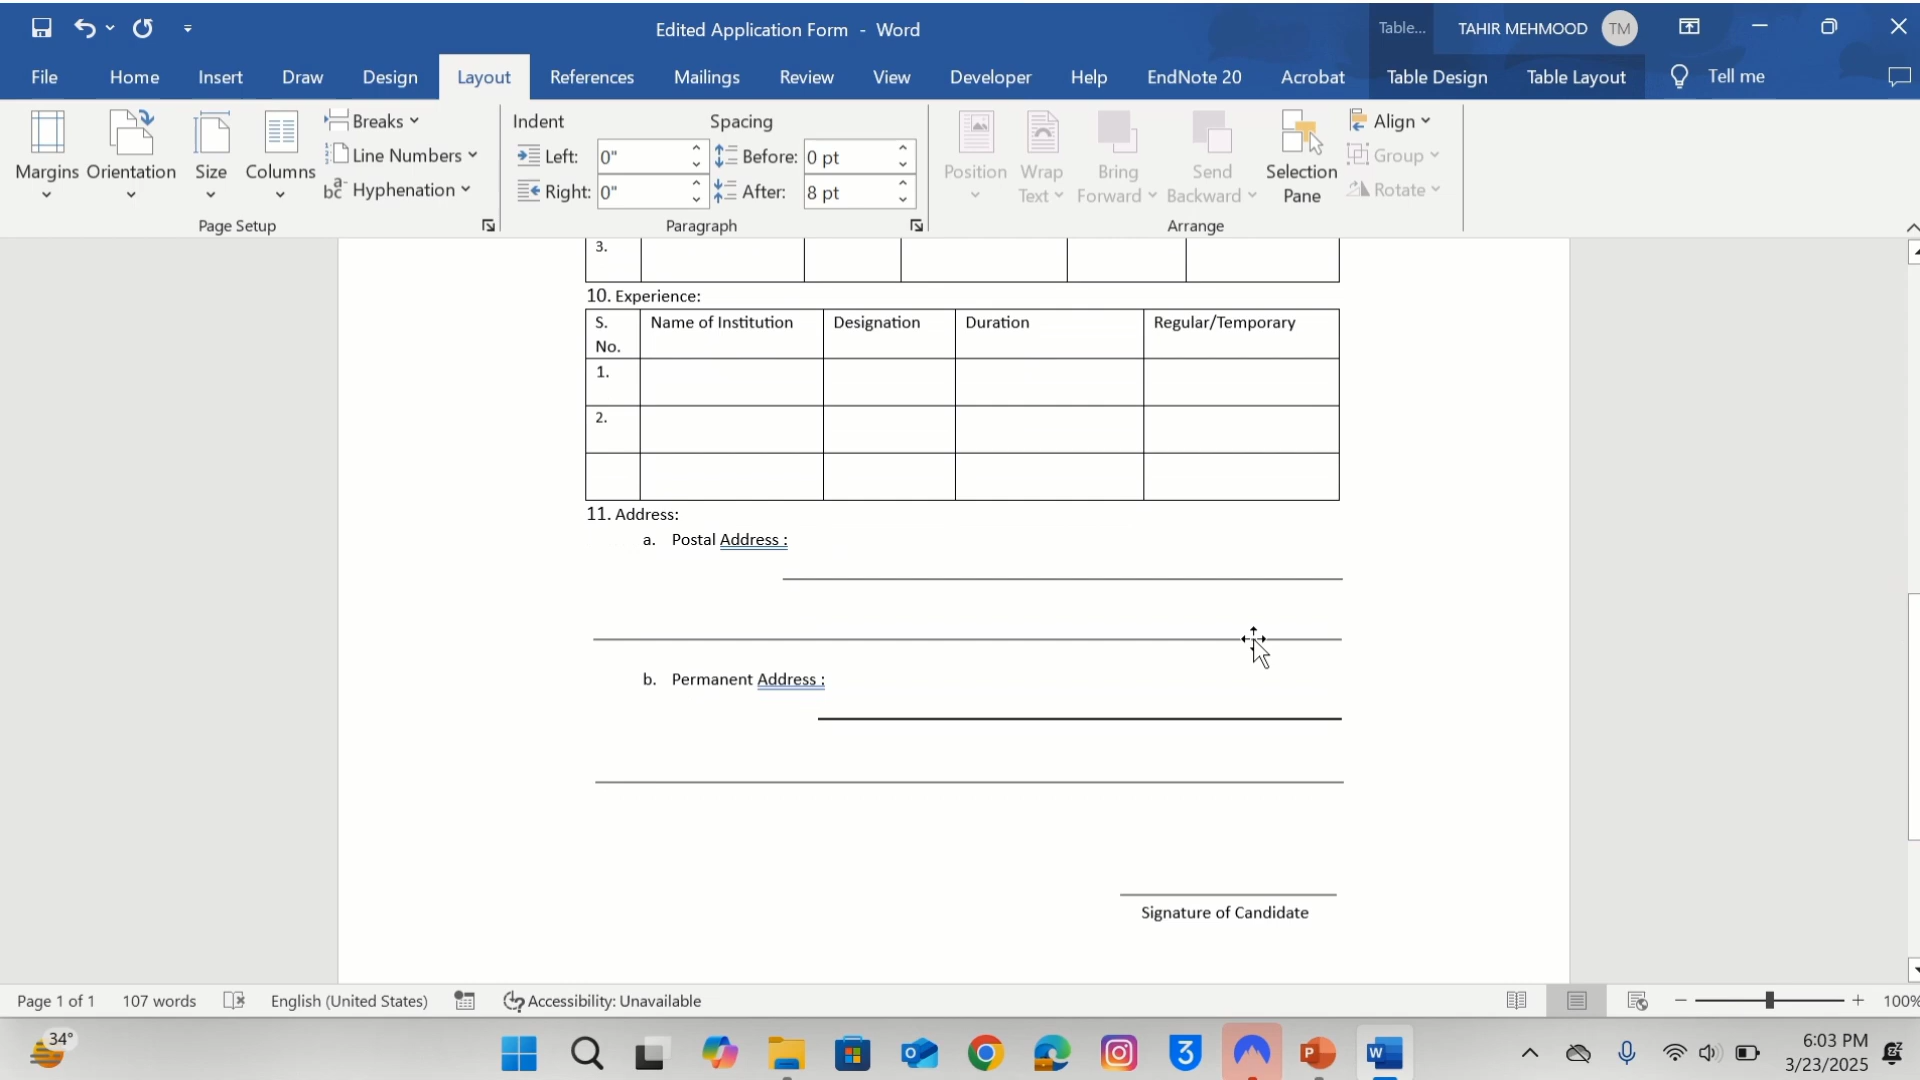 Edited Application Form - Word
Table...
TAHIR MEHMOOD
TM
File
Home
Insert
Draw
Design
Layout
References
Mailings
Review
View
Developer
Help
EndNote 20
Acrobat
Table Design
Table Layout
Tell me
Margins
Orientation
Size
Columns
Breaks
Line Numbers
Hyphenation
Page Setup
Indent
Left: 0"
Right: 0"
Spacing
Before: 0 pt
After: 8 pt
Paragraph
Position
Wrap
Text
Bring
Forward
Send
Backward
Selection
Pane
Align
Group
Rotate
Arrange
3.
10. Experience:
S.
No.
Name of Institution
Designation
Duration
Regular/Temporary
1.
2.
11. Address:
a. Postal Address :
b. Permanent Address :
Signature of Candidate
Page 1 of 1
107 words
English (United States)
Accessibility: Unavailable
100%
34°
6:03 PM
3/23/2025